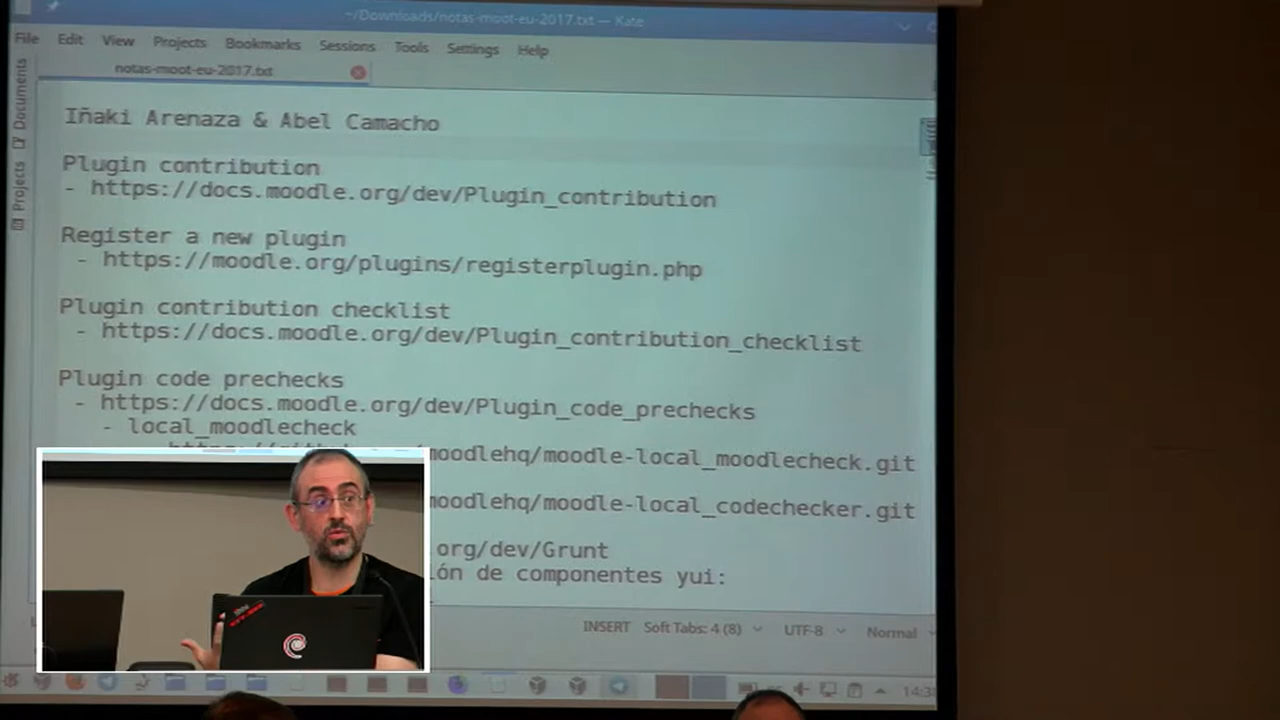 ~/Downloads/notas-moot-eu-2017.txt — Kate
File Edit View Projects Bookmarks Sessions Tools Settings Help
notas-moot-eu-2017.txt
Documents
Projects
Iñaki Arenaza & Abel Camacho
Plugin contribution
- https://docs.moodle.org/dev/Plugin_contribution
Register a new plugin
- https://moodle.org/plugins/registerplugin.php
Plugin contribution checklist
- https://docs.moodle.org/dev/Plugin_contribution_checklist
Plugin code prechecks
- https://docs.moodle.org/dev/Plugin_code_prechecks
- local_moodlecheck
moodlehq/moodle-local_moodlecheck.git
moodlehq/moodle-local_codechecker.git
org/dev/Grunt
ón de componentes yui:
INSERT Soft Tabs: 4 (8) UTF-8 Normal